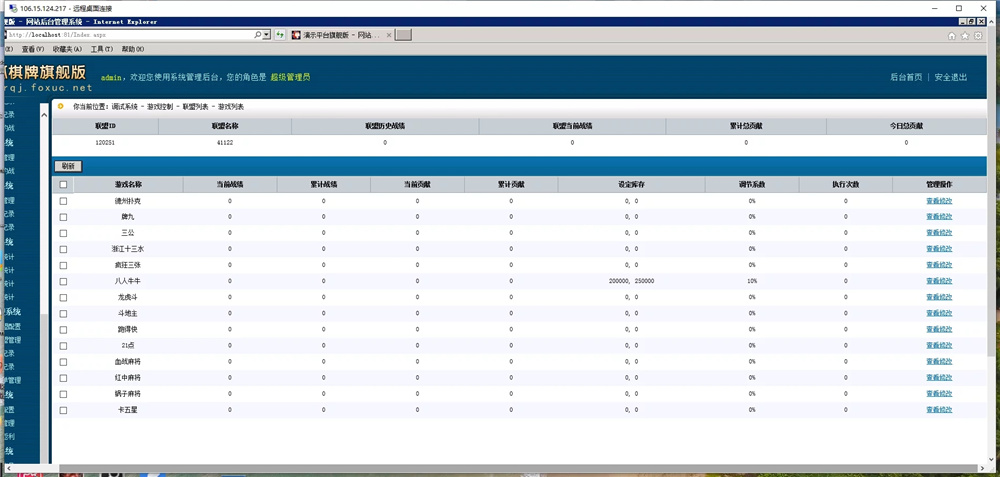 106.15.124.217 - 远程桌面连接
舰版 - 网站后台管理系统 - Internet Explorer
http://localhost:81/Index.aspx
演示平台旗舰版 - 网站...
查看(V) 收藏夹(A) 工具(T) 帮助(H)
棋牌旗舰版
rqj.foxuc.net
admin, 欢迎您使用系统管理后台, 您的角色是 超级管理员
后台首页 | 安全退出
你当前位置: 调试系统 - 游戏控制 - 联盟列表 - 游戏列表
联盟ID 联盟名称 联盟历史战绩 联盟当前战绩 累计总贡献 今日总贡献
120251 41122 0 0 0 0
刷新
游戏名称 当前战绩 累计战绩 当前贡献 累计贡献 设定库存 调节系数 执行次数 管理操作
德州扑克 0 0 0 0 0, 0 0% 0 查看修改
牌九 0 0 0 0 0, 0 0% 0 查看修改
三公 0 0 0 0 0, 0 0% 0 查看修改
浙江十三水 0 0 0 0 0, 0 0% 0 查看修改
疯狂三张 0 0 0 0 0, 0 0% 0 查看修改
八人牛牛 0 0 0 0 200000, 250000 10% 0 查看修改
龙虎斗 0 0 0 0 0, 0 0% 0 查看修改
斗地主 0 0 0 0 0, 0 0% 0 查看修改
跑得快 0 0 0 0 0, 0 0% 0 查看修改
21点 0 0 0 0 0, 0 0% 0 查看修改
血战麻将 0 0 0 0 0, 0 0% 0 查看修改
红中麻将 0 0 0 0 0, 0 0% 0 查看修改
锅子麻将 0 0 0 0 0, 0 0% 0 查看修改
卡五星 0 0 0 0 0, 0 0% 0 查看修改